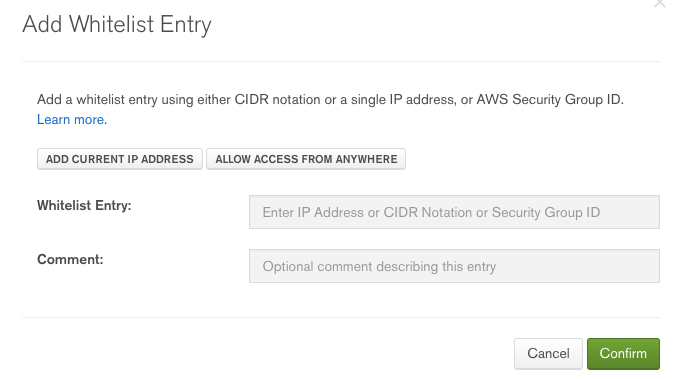 Add Whitelist Entry
Add a whitelist entry using either CIDR notation or a single IP address, or AWS Security Group ID.
Learn more.
ADD CURRENT IP ADDRESS ALLOW ACCESS FROM ANYWHERE
Whitelist Entry: Enter IP Address or CIDR Notation or Security Group ID
Comment: Optional comment describing this entry
Cancel Confirm